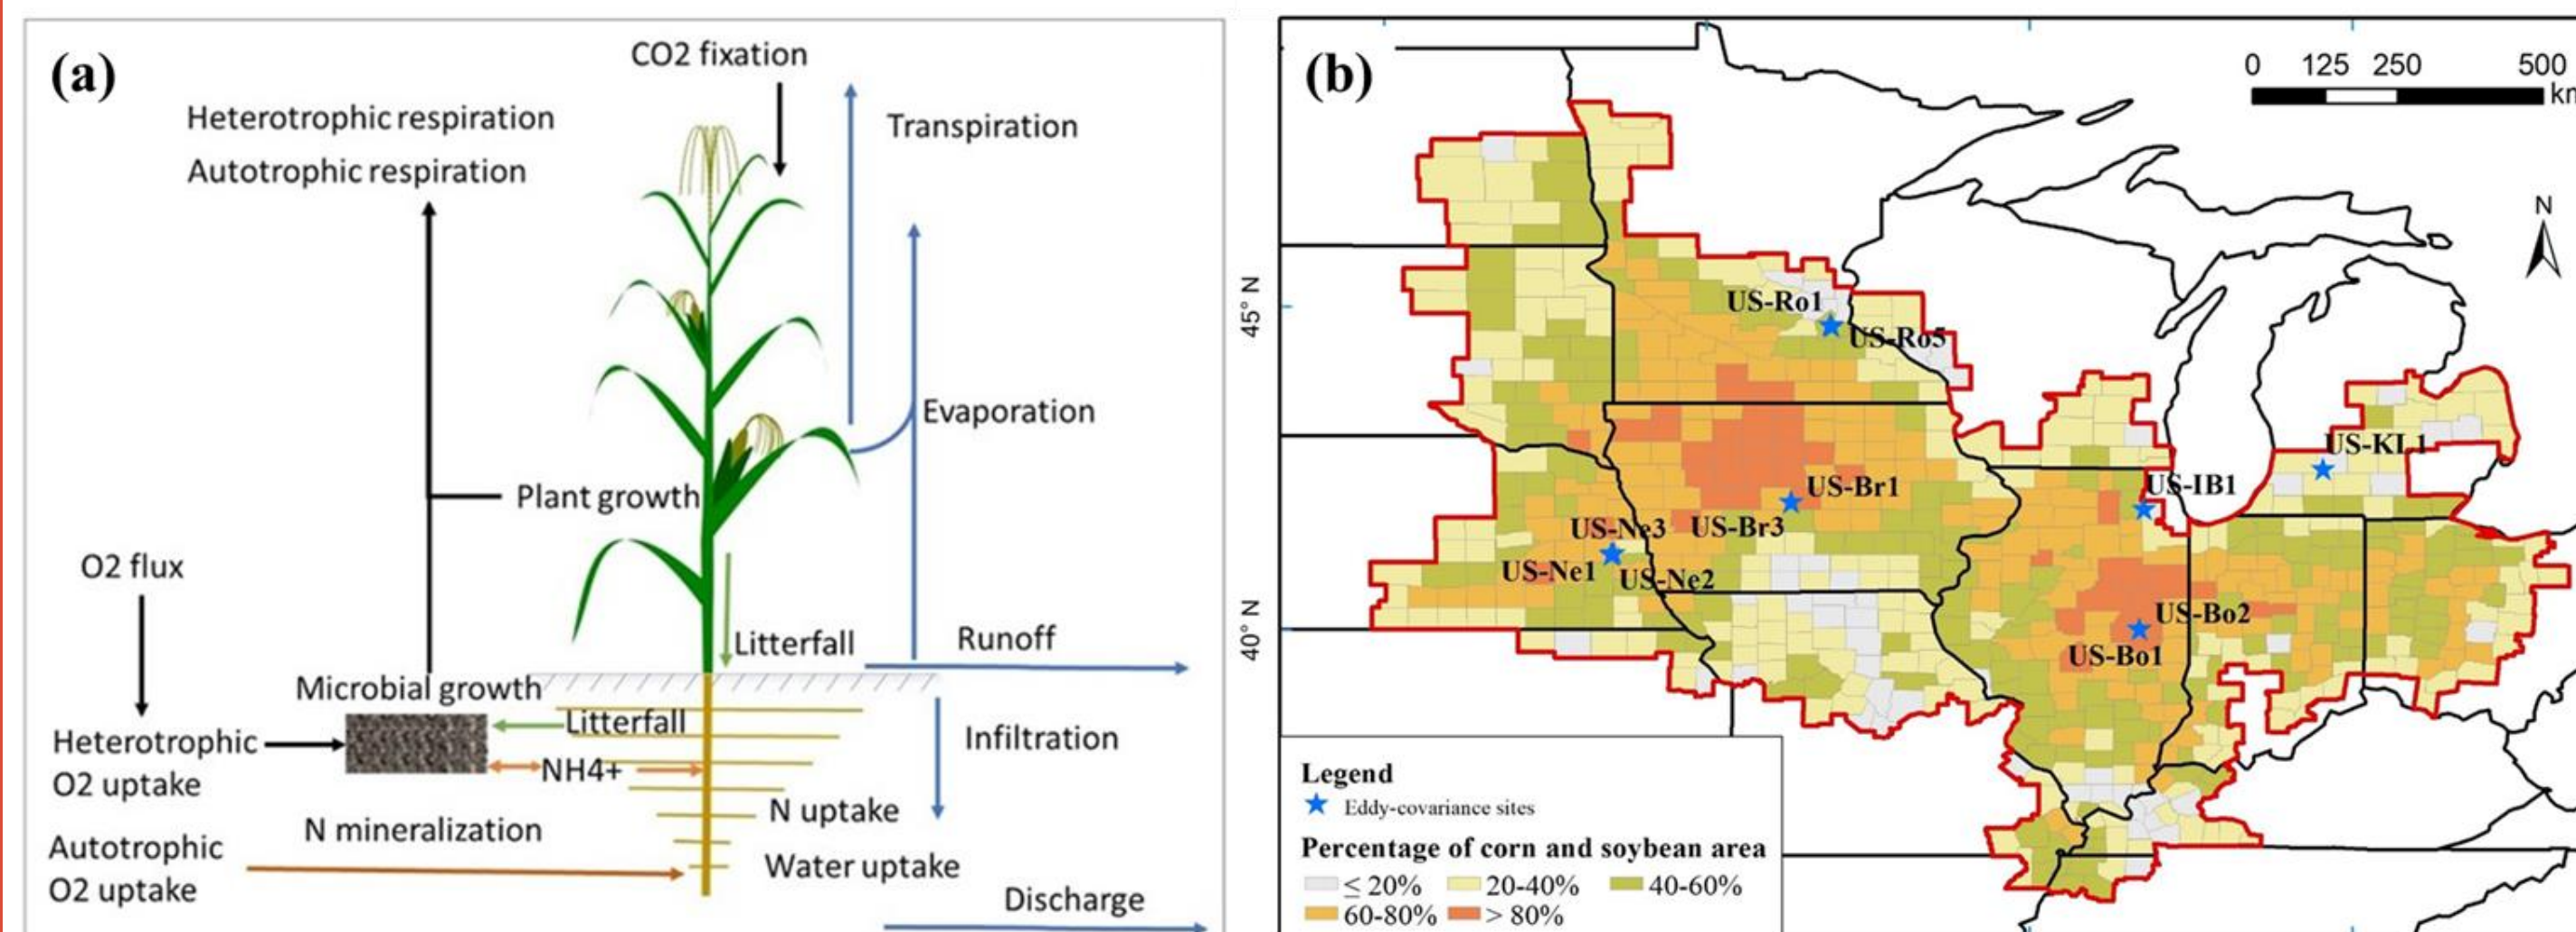 (a)
CO2 fixation
Heterotrophic respiration
Autotrophic respiration
Transpiration
Evaporation
Plant growth
O2 flux
Litterfall
Runoff
Microbial growth
Litterfall
Infiltration
Heterotrophic
O2 uptake
NH4+
N uptake
N mineralization
Autotrophic
O2 uptake
Water uptake
Discharge
(b)
0 125 250 500
km
N
45° N
40° N
US-Ro1
US-Ro5
US-KL1
US-IB1
US-Br1
US-Br3
US-Ne3
US-Ne1
US-Ne2
US-Bo2
US-Bo1
Legend
Eddy-covariance sites
Percentage of corn and soybean area
≤ 20% 20-40% 40-60%
60-80% > 80%